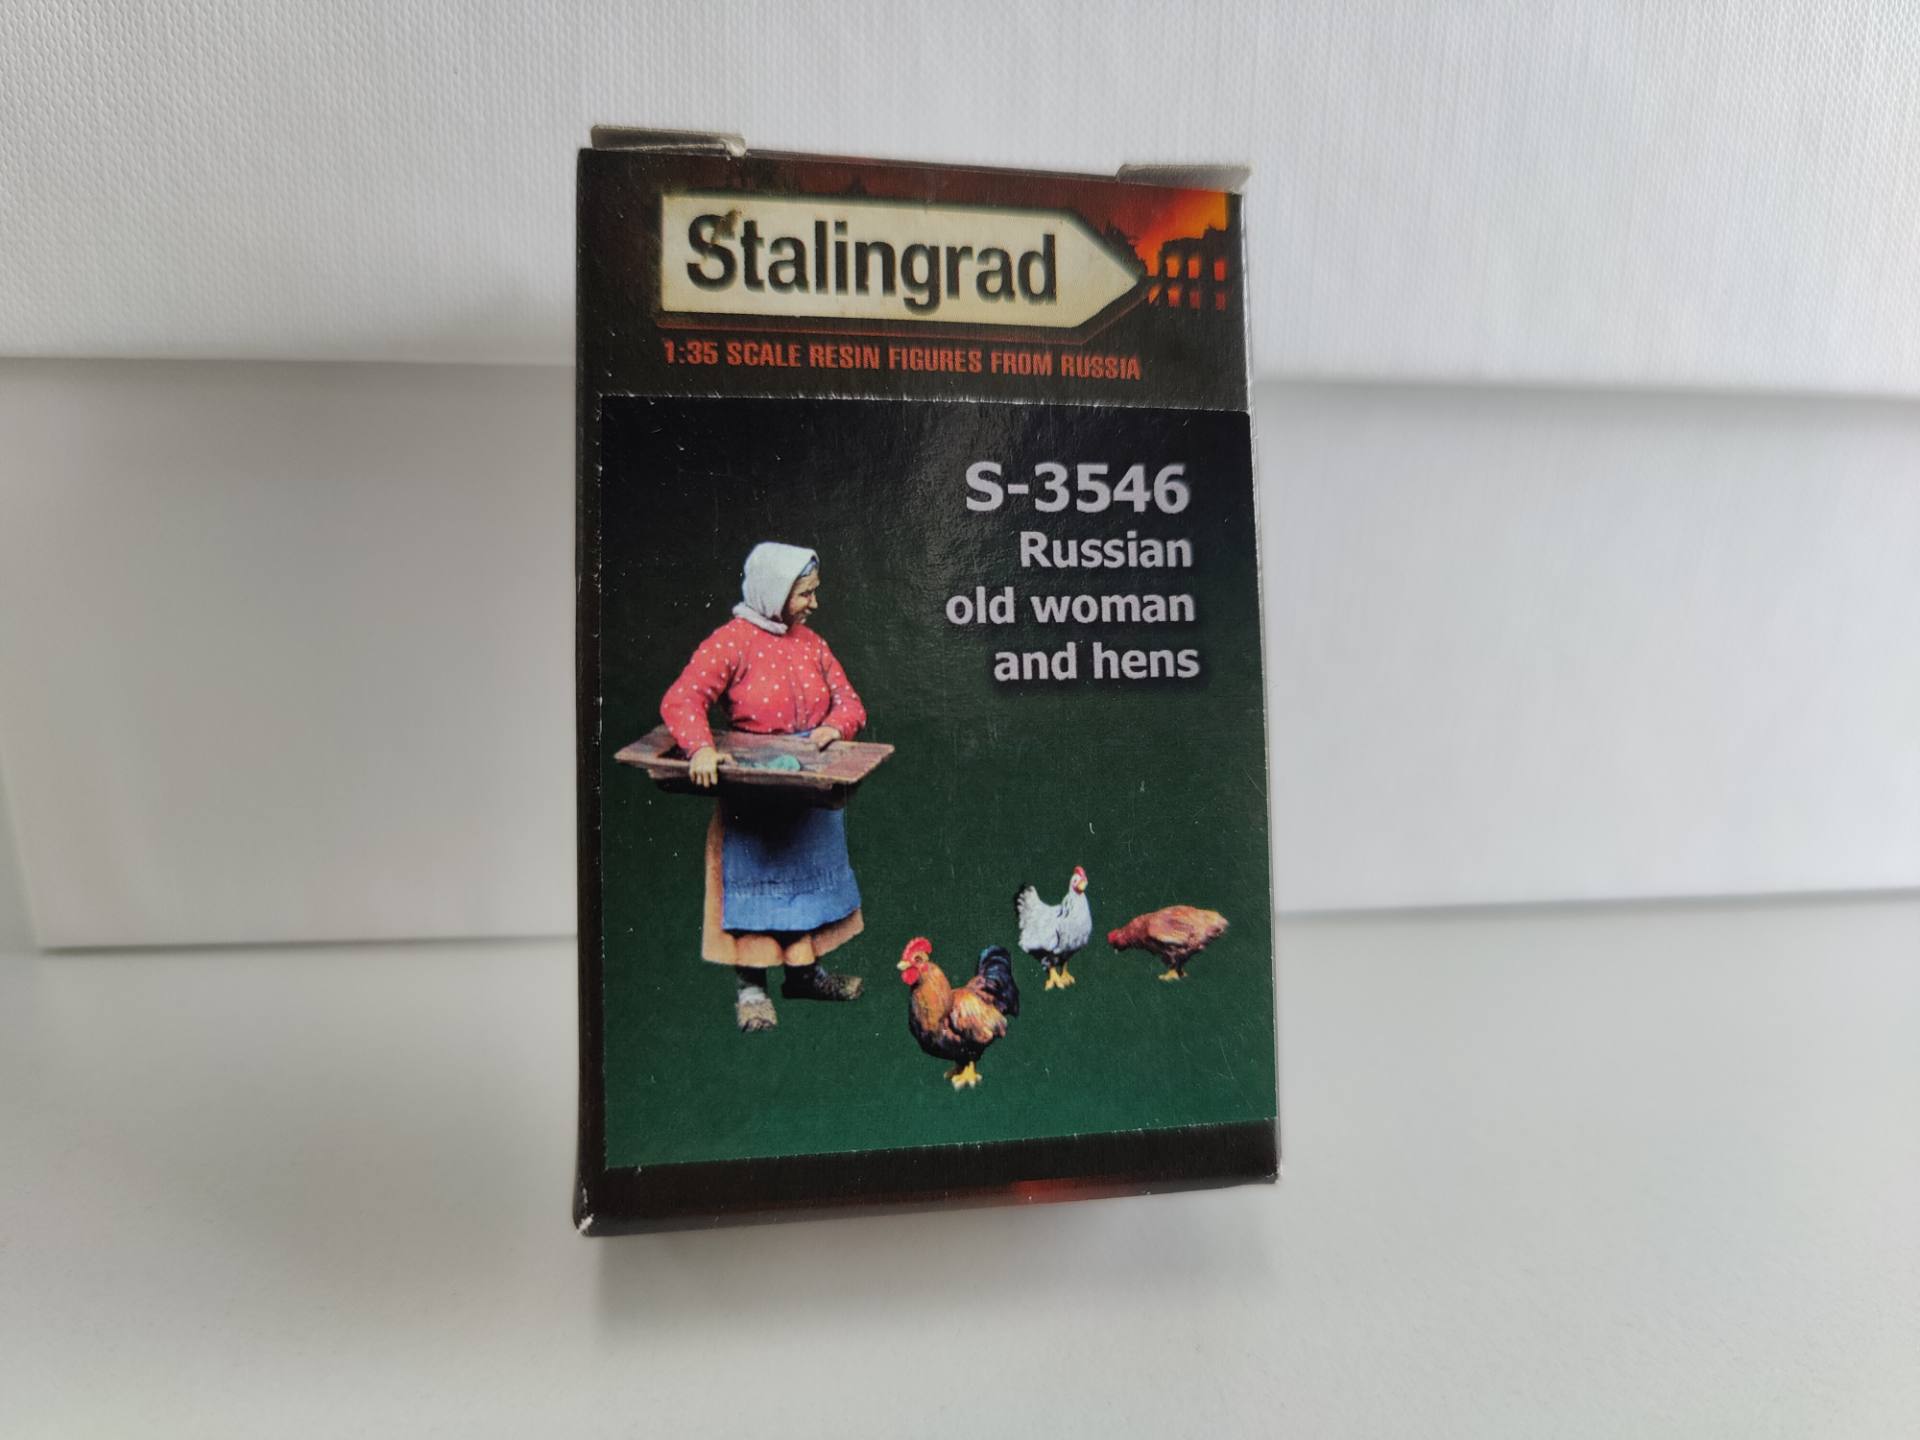 Stalingrad
1:35 SCALE RESIN FIGURES FROM RUSSIA
S-3546
Russian
old woman
and hens